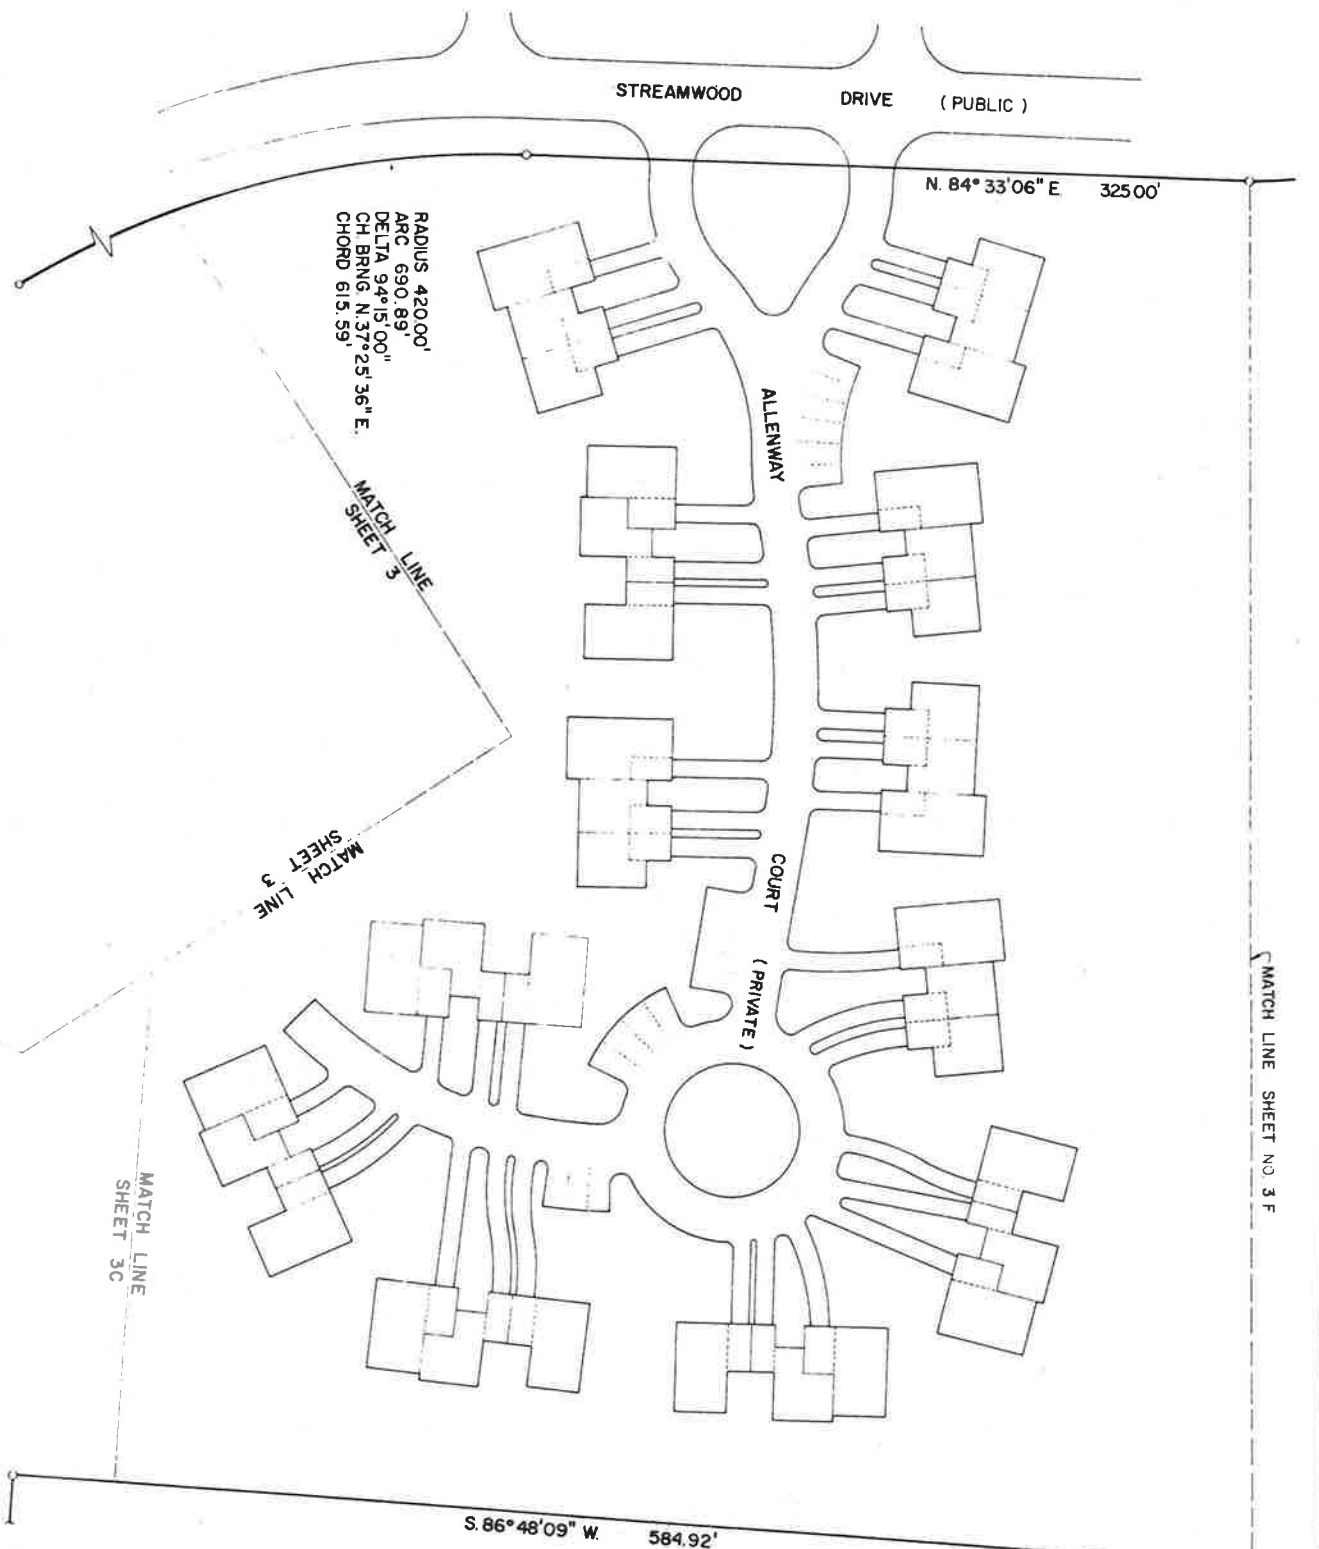 STREAMWOOD DRIVE (PUBLIC)
N. 84° 33'06" E. 325.00'
RADIUS 420.00'
ARC 690.89'
DELTA 94°15'00"
CH. BRNG. N.37°25'36"E.
CHORD 615.59'
ALLENWAY
MATCH LINE
SHEET 3
MATCH LINE
SHEET 3
COURT
(PRIVATE)
MATCH LINE SHEET NO. 3F
MATCH LINE
SHEET 3C
S. 86° 48'09" W. 584.92'